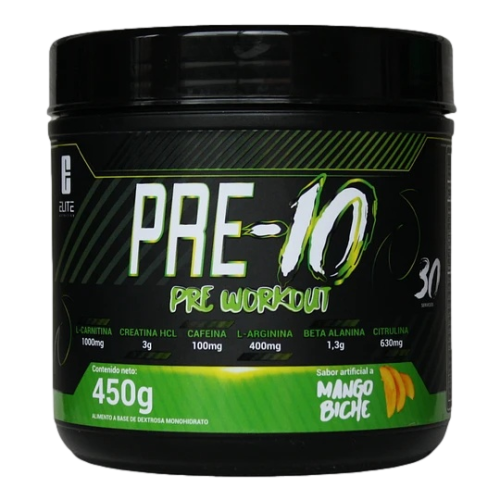 ELITE
PRE-10
PRE WORKOUT
30
L-CARNITINA CREATINA HCL CAFEINA L-ARGININA BETA ALANINA CITRULINA
1000mg 3g 100mg 400mg 1,3g 630mg
Contenido neto:
450g
ALIMENTO A BASE DE DEXTROSA MONOHIDRATO
Sabor artificial a
MANGO
BICHE